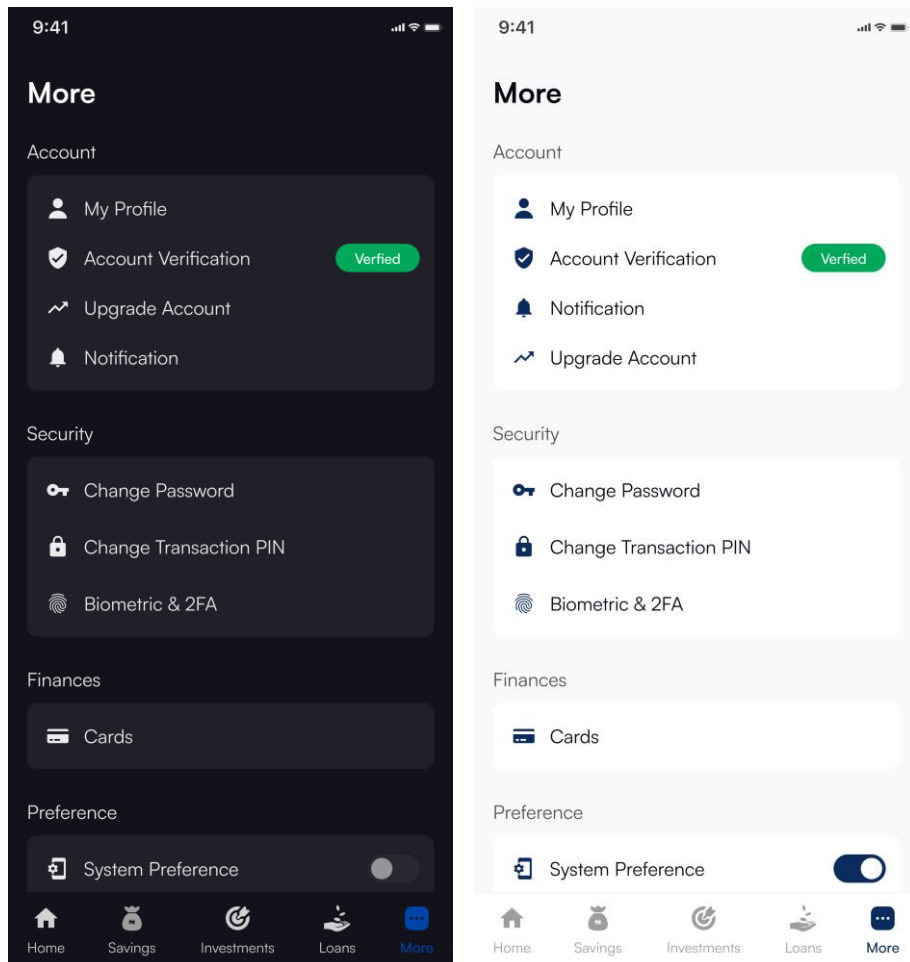 9:41
More
Account
My Profile
Account Verification
Verfied
Upgrade Account
Notification
Security
Change Password
Change Transaction PIN
Biometric & 2FA
Finances
Cards
Preference
System Preference
Home Savings Investments Loans More
9:41
More
Account
My Profile
Account Verification
Verfied
Notification
Upgrade Account
Security
Change Password
Change Transaction PIN
Biometric & 2FA
Finances
Cards
Preference
System Preference
Home Savings Investments Loans More